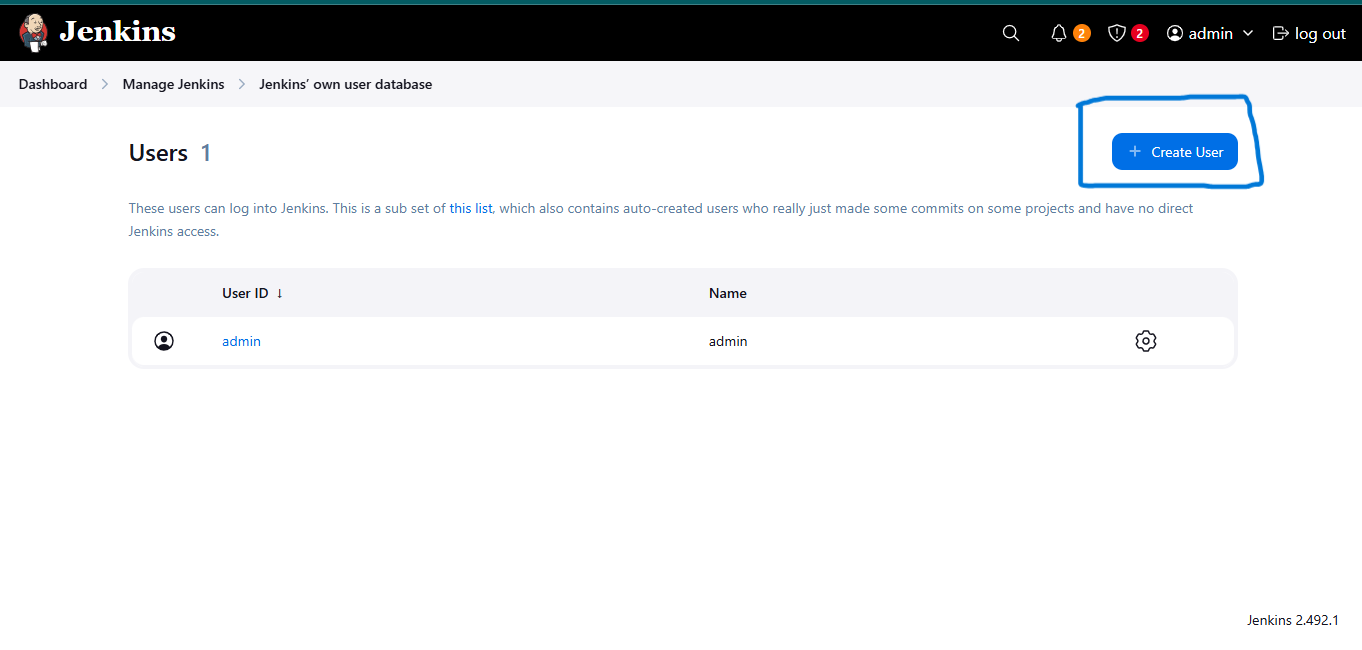 Jenkins
2
2
admin
log out
Dashboard > Manage Jenkins > Jenkins’ own user database
Users 1
+ Create User
These users can log into Jenkins. This is a sub set of this list, which also contains auto-created users who really just made some commits on some projects and have no direct
Jenkins access.
User ID ↓ Name
admin admin
Jenkins 2.492.1